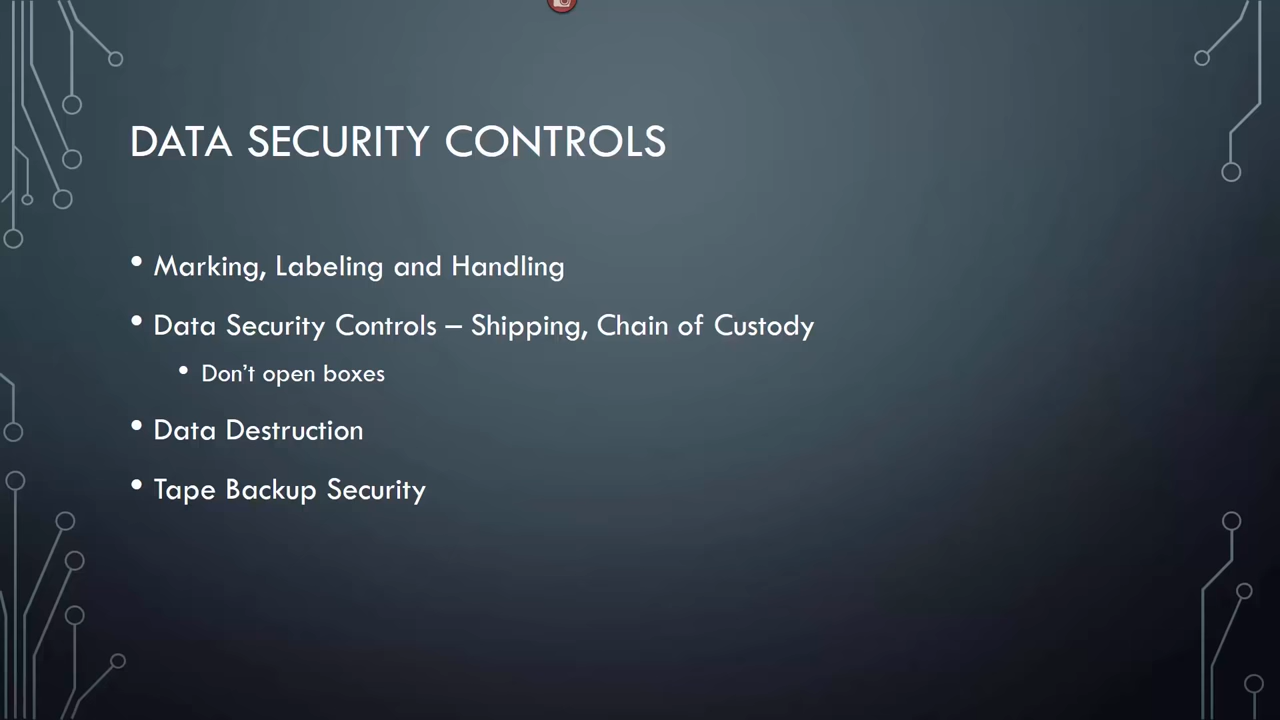 DATA SECURITY CONTROLS
• Marking, Labeling and Handling
• Data Security Controls – Shipping, Chain of Custody
• Don’t open boxes
• Data Destruction
• Tape Backup Security